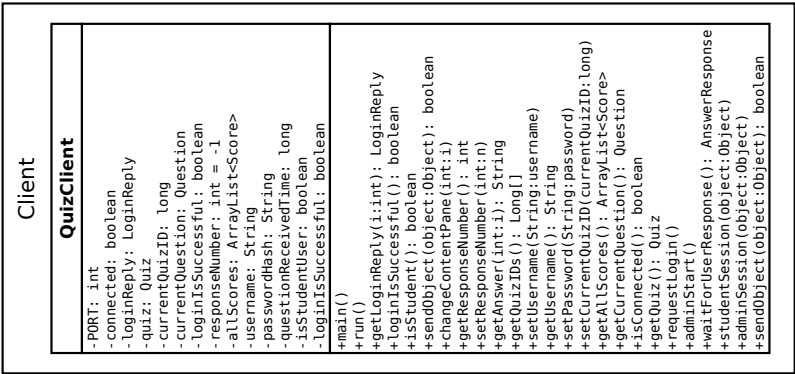 Client
QuizClient
-PORT: int
-connected: boolean
-loginReply: LoginReply
-quiz: Quiz
-currentQuizID: long
-currentQuestion: Question
-loginIsSuccessful: boolean
-responseNumber: int = -1
-allScores: ArrayList<Score>
-username: String
-passwordHash: String
-questionReceivedTime: long
-isStudentUser: boolean
-loginIsSuccessful: boolean
+main()
+run()
+getLoginReply(i:int): LoginReply
+loginIsSuccessful(): boolean
+isStudent(): boolean
+sendObject(object:Object): boolean
+changeContentPane(int:i)
+getResponseNumber(): int
+setResponseNumber(int:n)
+getAnswer(int:i): String
+getQuizIDs(): Long[]
+setUsername(String:username)
+getUsername(): String
+setPassword(String:password)
+setCurrentQuizID(currentQuizID:long)
+getAllScores(): ArrayList<Score>
+getCurrentQuestion(): Question
+isConnected(): boolean
+getQuiz(): Quiz
+requestLogin()
+adminStart()
+waitForUserResponse(): AnswerResponse
+studentSession(object:Object)
+adminSession(object:Object)
+sendObject(object:Object): boolean